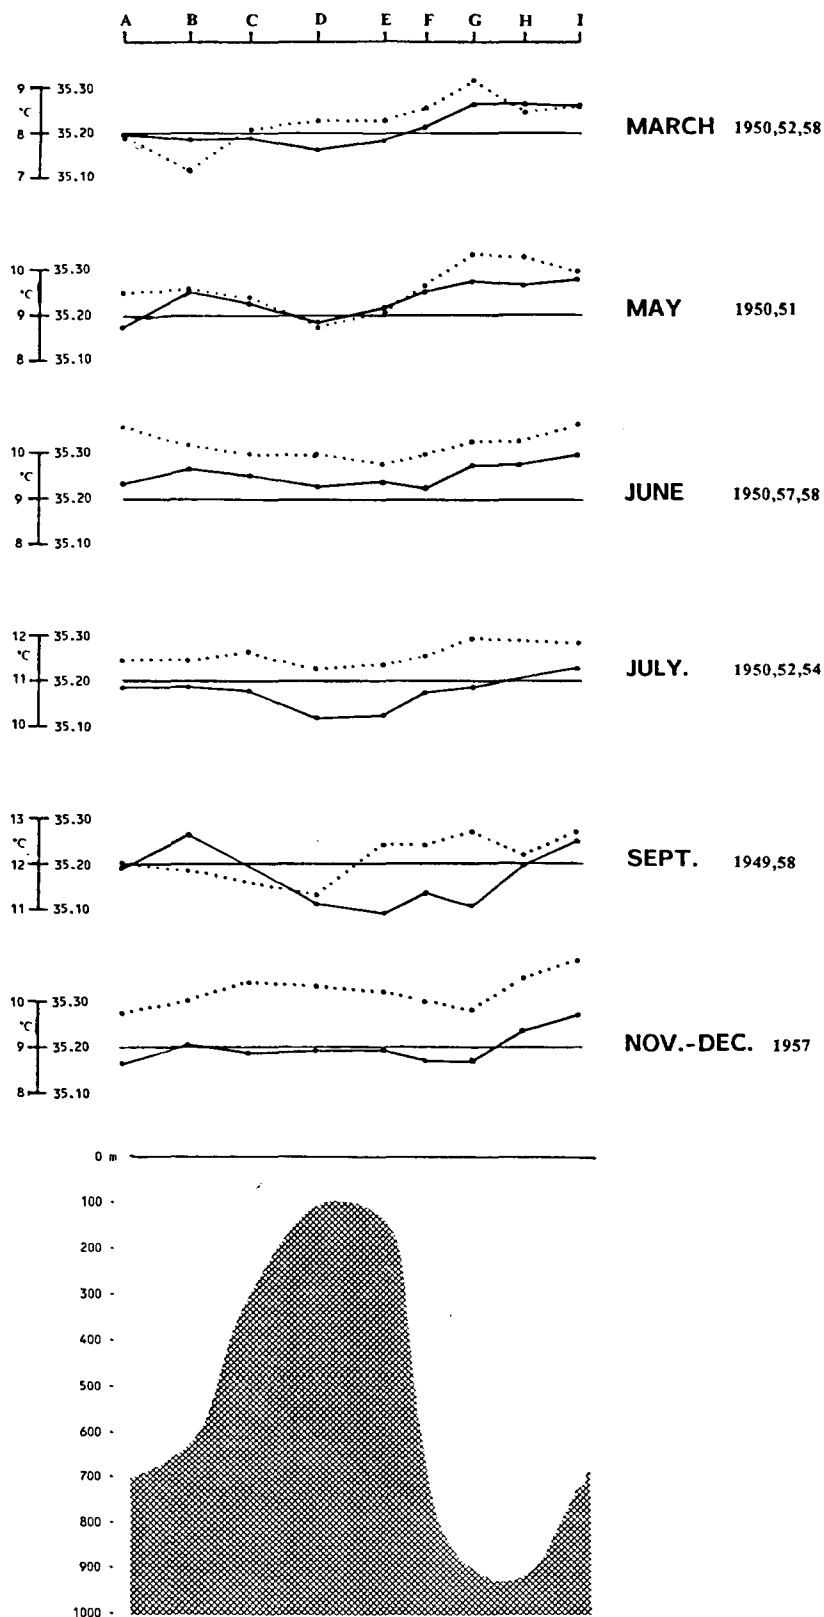 A B C D E F G H I
9 35.30
°C
8 35.20
7 35.10
MARCH 1950,52,58
10 35.30
°C
9 35.20
8 35.10
MAY 1950,51
10 35.30
°C
9 35.20
8 35.10
JUNE 1950,57,58
12 35.30
°C
11 35.20
10 35.10
JULY. 1950,52,54
13 35.30
°C
12 35.20
11 35.10
SEPT. 1949,58
10 35.30
°C
9 35.20
8 35.10
NOV.-DEC. 1957
0 m
100 -
200 -
300 -
400 -
500 -
600 -
700 -
800 -
900 -
1000 -